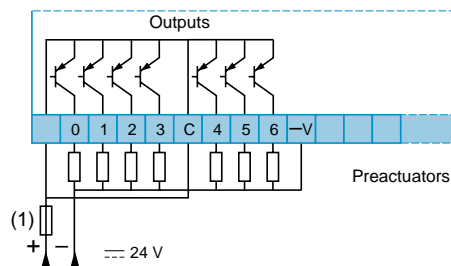 Outputs
0 1 2 3 C 4 5 6 –V
Preactuators
(1)
+ – 24 V